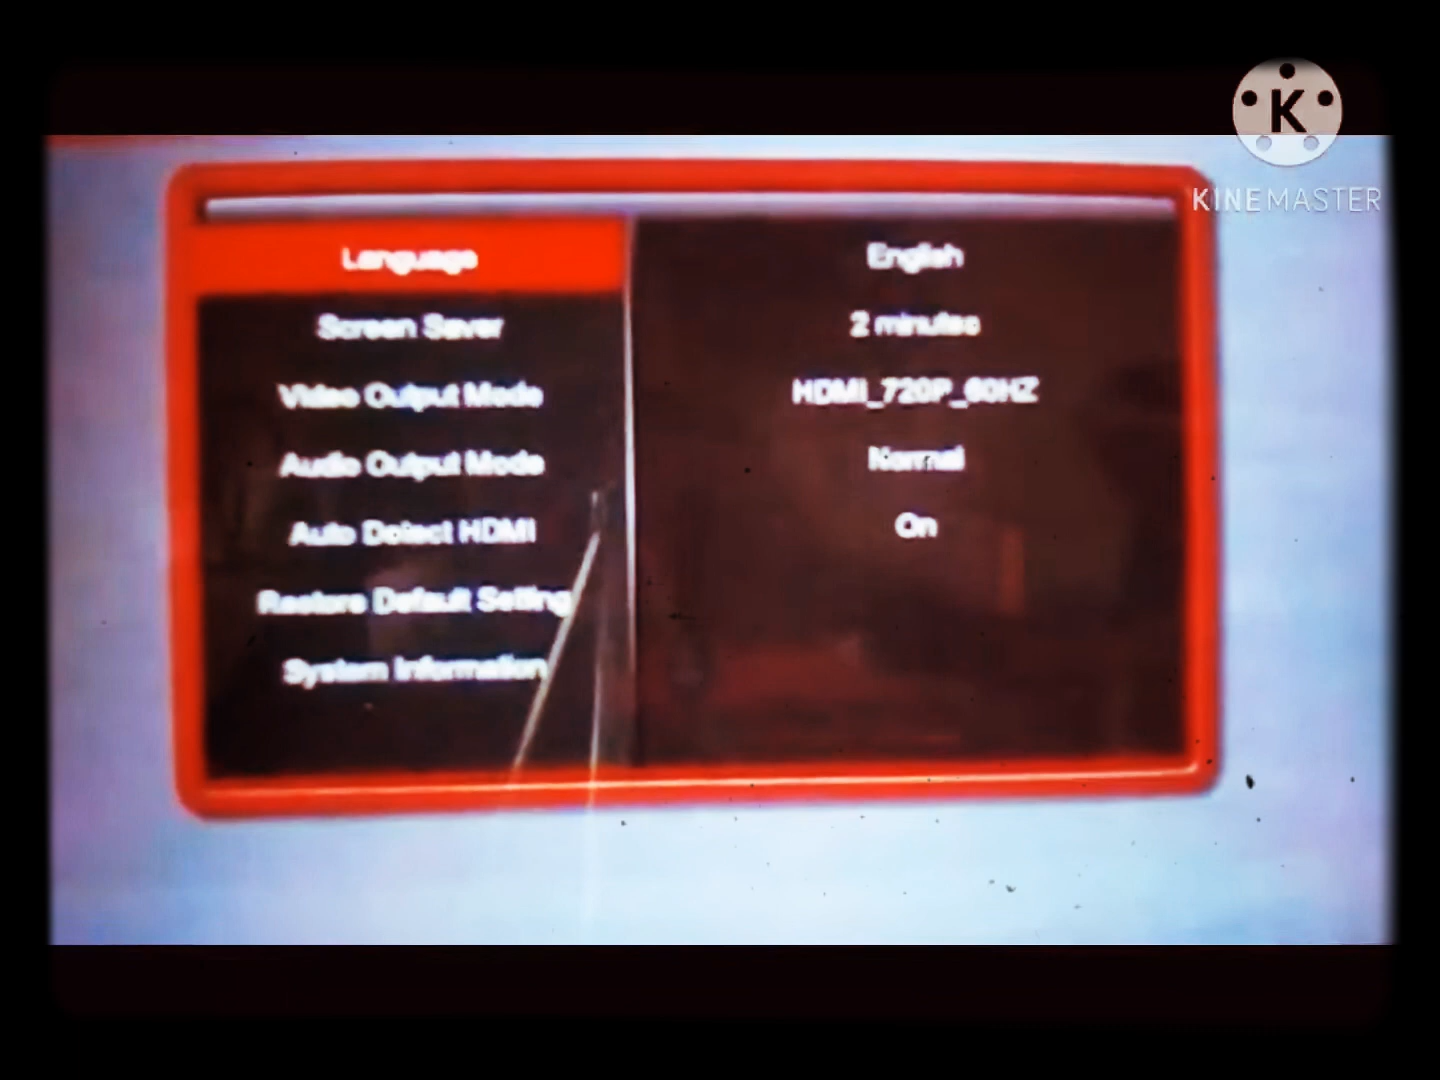 K
KINEMASTER
Language English
Screen Saver 2 minutes
Video Output Mode HDMI_720P_60HZ
Audio Output Mode Normal
Auto Detect HDMI On
Restore Default Setting
System Information